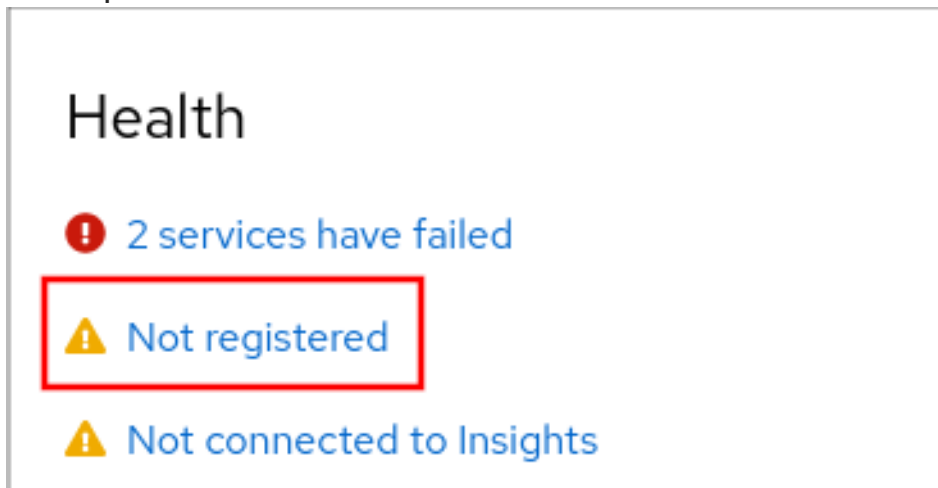 Health
2 services have failed
Not registered
Not connected to Insights